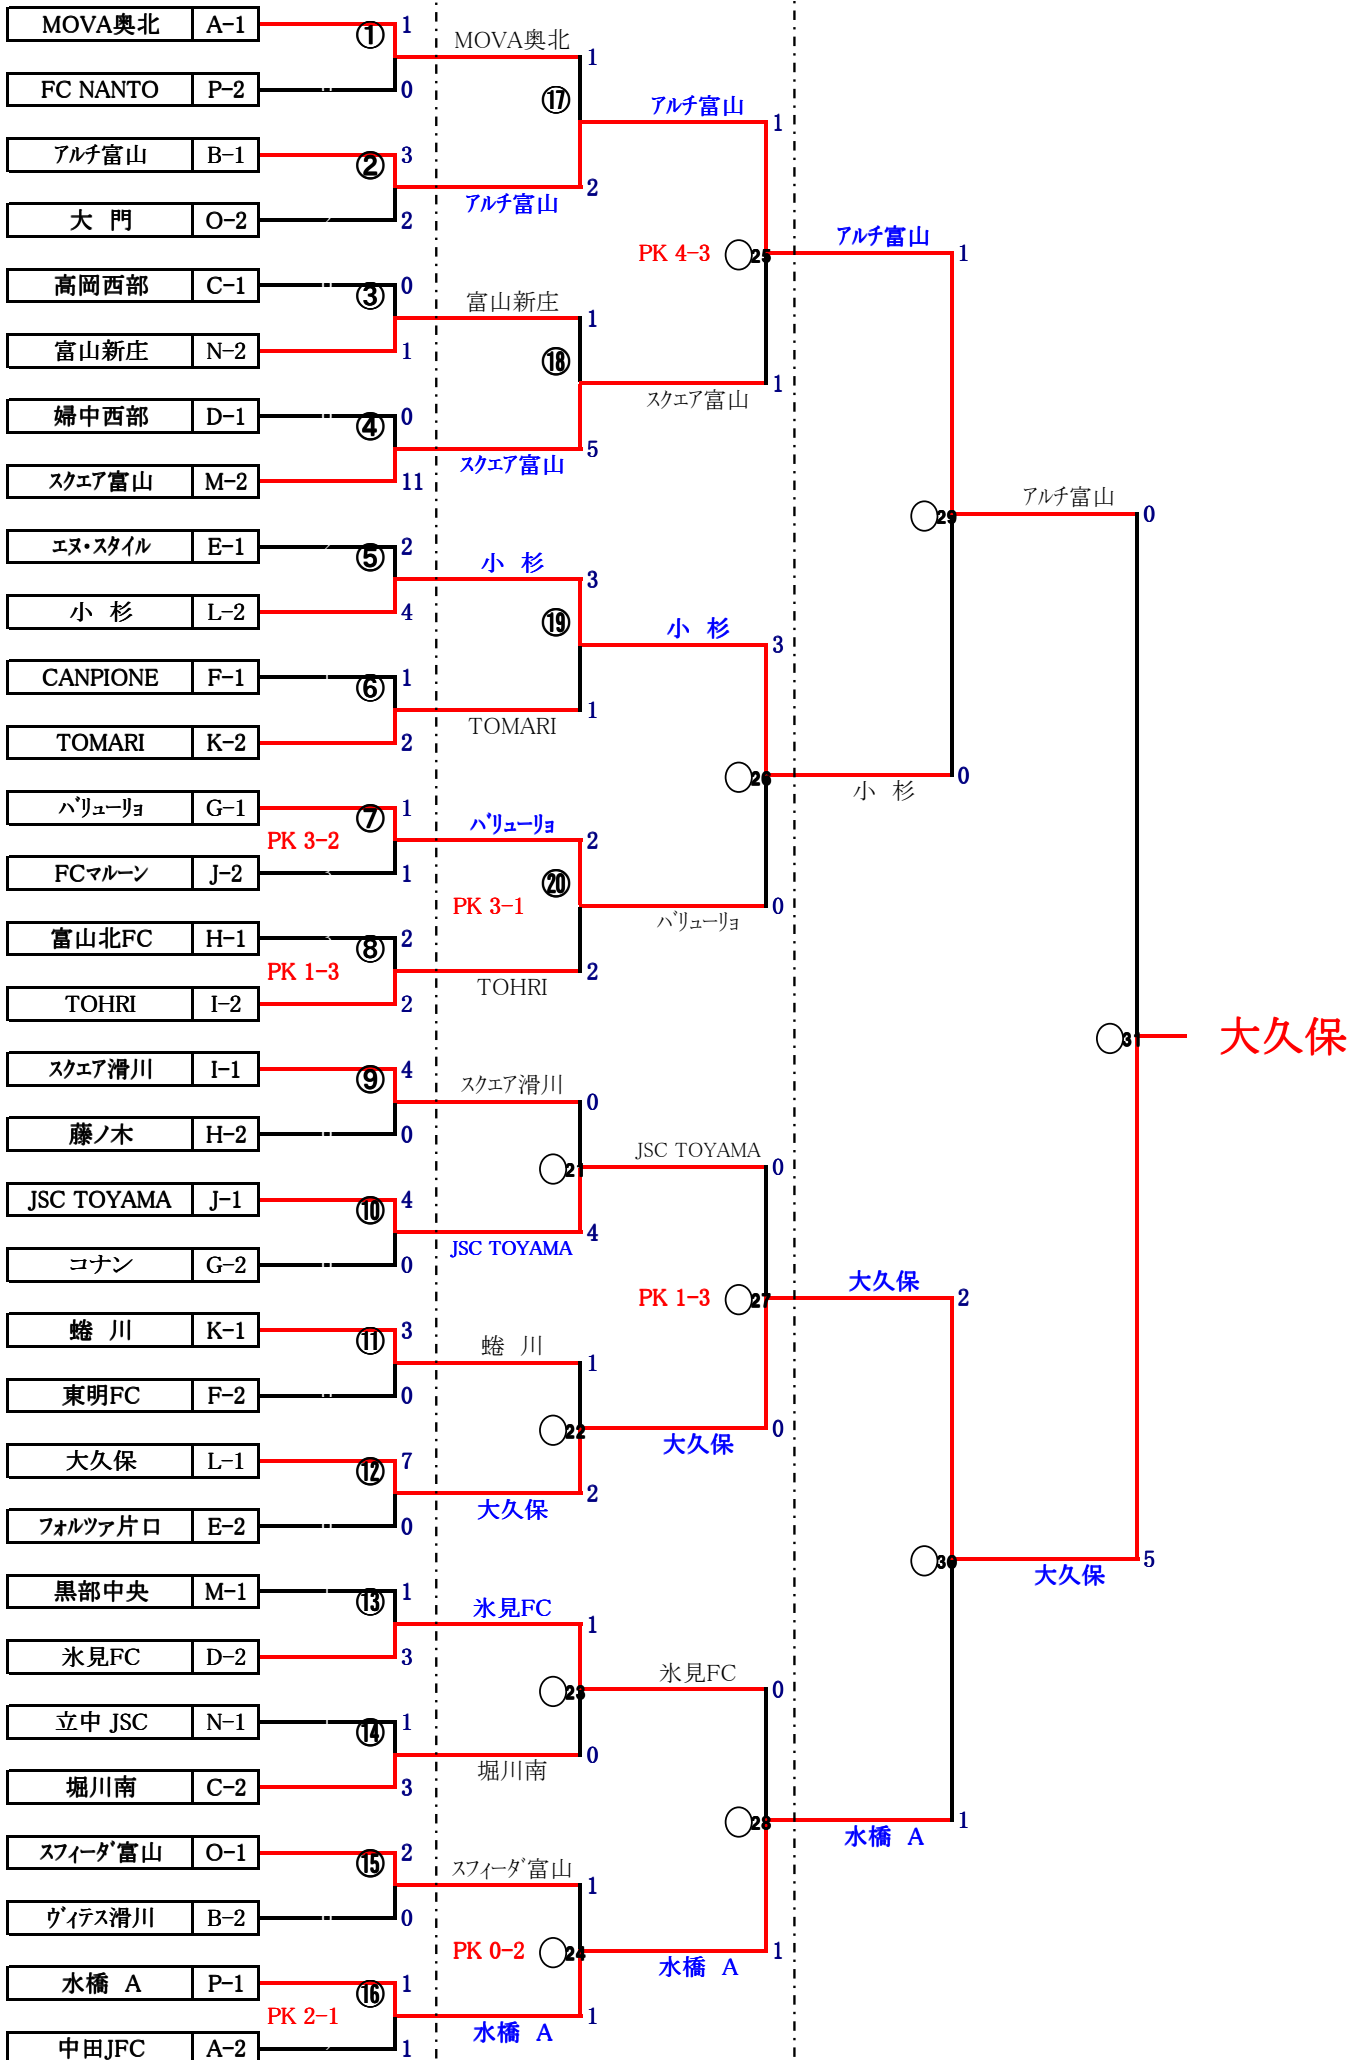 MOVA奥北 A-1 ① 1
MOVA奥北 1
FC NANTO P-2 0
⑰
アルチ富山 1
アルチ富山 B-1 ② 3
アルチ富山 2
大 門 O-2 2
PK 4-3 25
アルチ富山 1
高岡西部 C-1 ③ 0
富山新庄 1
富山新庄 N-2 1
⑱
スクエア富山 1
婦中西部 D-1 ④ 0
スクエア富山 5
スクエア富山 M-2 11
29
アルチ富山 0
エヌ・スタイル E-1 ⑤ 2
小 杉 3
小 杉 L-2 4
⑲
小 杉 3
CANPIONE F-1 ⑥ 1
TOMARI 1
TOMARI K-2 2
26
小 杉 0
バリューリョ G-1 ⑦ 1
PK 3-2
バリューリョ 2
FCマルーン J-2 1
PK 3-1 ⑳
バリューリョ 0
富山北FC H-1 ⑧ 2
PK 1-3
TOHRI 2
TOHRI I-2 2
31 大久保
スクエア滑川 I-1 ⑨ 4
スクエア滑川 0
藤ノ木 H-2 0
21
JSC TOYAMA 0
JSC TOYAMA J-1 ⑩ 4
JSC TOYAMA 4
コナン G-2 0
PK 1-3 27
大久保 2
蜷 川 K-1 ⑪ 3
蜷 川 1
東明FC F-2 0
22
大久保 0
大久保 L-1 ⑫ 7
大久保 2
フォルツァ片口 E-2 0
30
大久保 5
黒部中央 M-1 ⑬ 1
氷見FC 1
氷見FC D-2 3
23
氷見FC 0
立中 JSC N-1 ⑭ 1
堀川南 0
堀川南 C-2 3
28
水橋 A 1
スフィーダ富山 O-1 ⑮ 2
スフィーダ富山 1
ヴィテス滑川 B-2 0
PK 0-2 24
水橋 A 1
水橋 A P-1 ⑯ 1
PK 2-1
水橋 A 1
中田JFC A-2 1